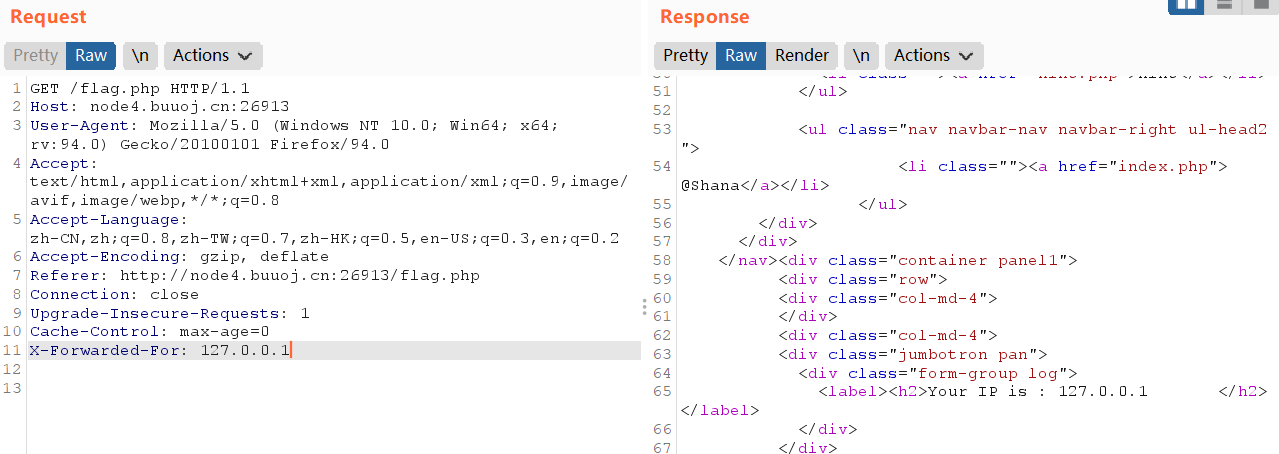 Request
Response
Pretty Raw \n Actions
Pretty Raw Render \n Actions
1 GET /flag.php HTTP/1.1
2 Host: node4.buuoj.cn:26913
3 User-Agent: Mozilla/5.0 (Windows NT 10.0; Win64; x64;
rv:94.0) Gecko/20100101 Firefox/94.0
4 Accept:
text/html,application/xhtml+xml,application/xml;q=0.9,image/
avif,image/webp,*/*;q=0.8
5 Accept-Language:
zh-CN,zh;q=0.8,zh-TW;q=0.7,zh-HK;q=0.5,en-US;q=0.3,en;q=0.2
6 Accept-Encoding: gzip, deflate
7 Referer: http://node4.buuoj.cn:26913/flag.php
8 Connection: close
9 Upgrade-Insecure-Requests: 1
10 Cache-Control: max-age=0
11 X-Forwarded-For: 127.0.0.1
12
13
51 </ul>
52
53 <ul class="nav navbar-nav navbar-right ul-head2
">
54 <li class=""><a href="index.php">
@Shana</a></li>
55 </ul>
56 </div>
57 </div>
58 </nav><div class="container panel1">
59 <div class="row">
60 <div class="col-md-4">
61 </div>
62 <div class="col-md-4">
63 <div class="jumbotron pan">
64 <div class="form-group log">
65 <label><h2>Your IP is : 127.0.0.1 </h2>
</label>
66 </div>
67 </div>